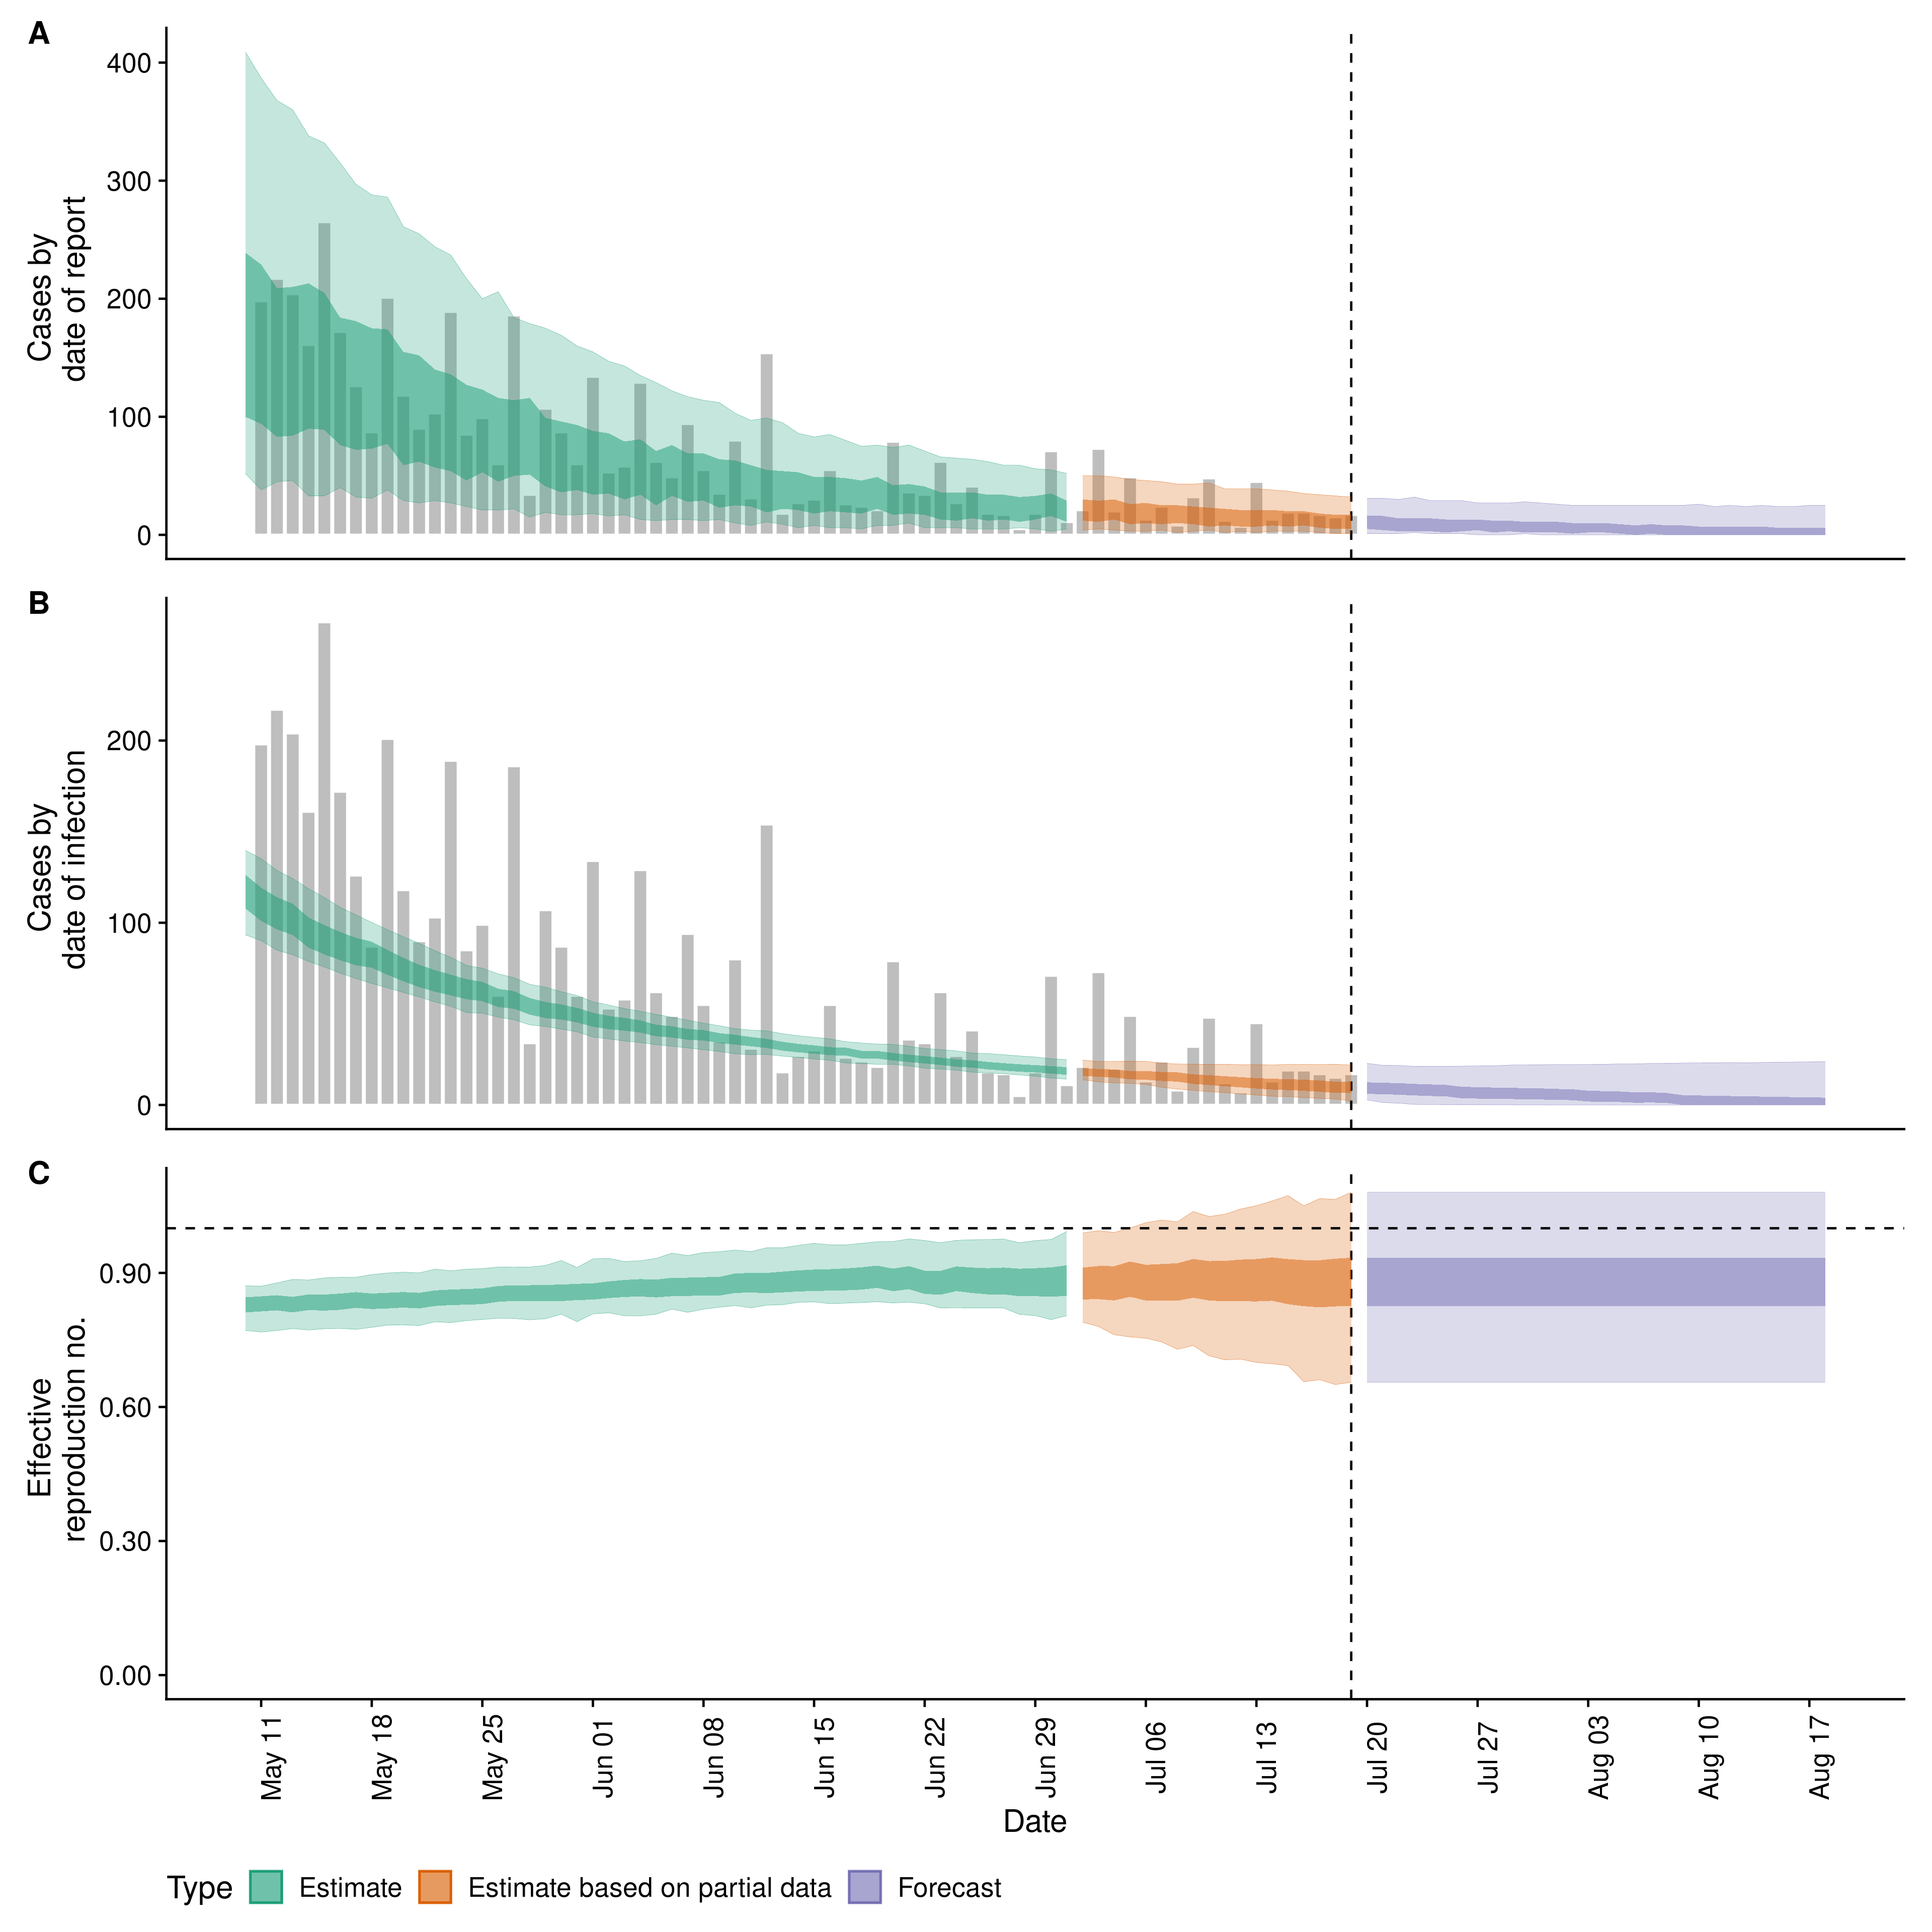 A
400
300
200
100
0
Cases by
date of report
B
200
100
0
Cases by
date of infection
C
0.90
0.60
0.30
0.00
Effective
reproduction no.
May 11
May 18
May 25
Jun 01
Jun 08
Jun 15
Jun 22
Jun 29
Jul 06
Jul 13
Jul 20
Jul 27
Aug 03
Aug 10
Aug 17
Date
Type Estimate Estimate based on partial data Forecast